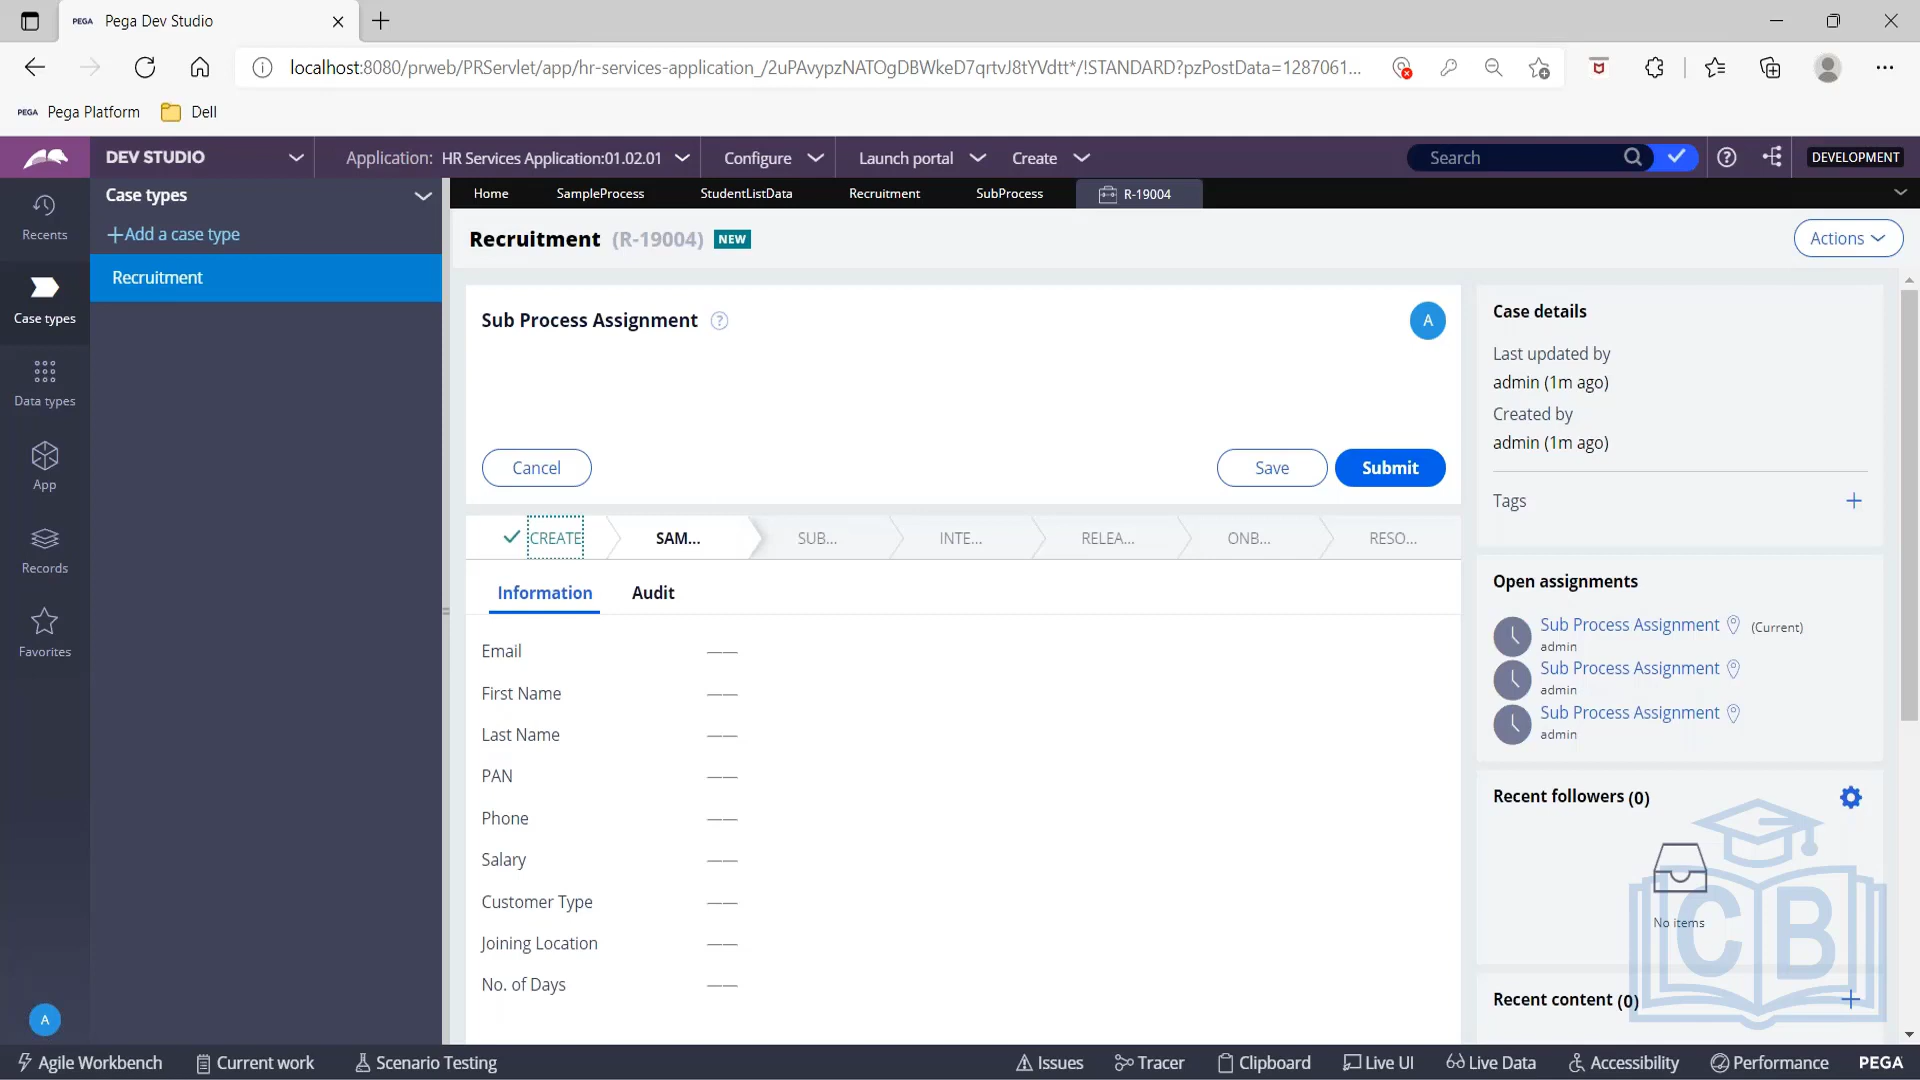 PEGA Pega Dev Studio
localhost:8080/prweb/PRServlet/app/hr-services-application_/2uPAvypzNATOgDBWkeD7qrtvJ8tYVdtt*/!STANDARD?pzPostData=1287061...
PEGA Pega Platform Dell
DEV STUDIO Application: HR Services Application:01.02.01 Configure Launch portal Create Search DEVELOPMENT
Recents
Case types
Data types
App
Records
Favorites
A
Case types
+Add a case type
Recruitment
Home SampleProcess StudentListData Recruitment SubProcess R-19004
Recruitment (R-19004) NEW Actions
Sub Process Assignment ? A
Cancel Save Submit
CREATE SAM... SUB... INTE... RELEA... ONB... RESO...
Information Audit
Email ——
First Name ——
Last Name ——
PAN ——
Phone ——
Salary ——
Customer Type ——
Joining Location ——
No. of Days ——
Case details
Last updated by
admin (1m ago)
Created by
admin (1m ago)
Tags +
Open assignments
Sub Process Assignment (Current)
admin
Sub Process Assignment
admin
Sub Process Assignment
admin
Recent followers (0)
No items
CB
Recent content (0) +
Agile Workbench Current work Scenario Testing Issues Tracer Clipboard Live UI Live Data Accessibility Performance PEGA